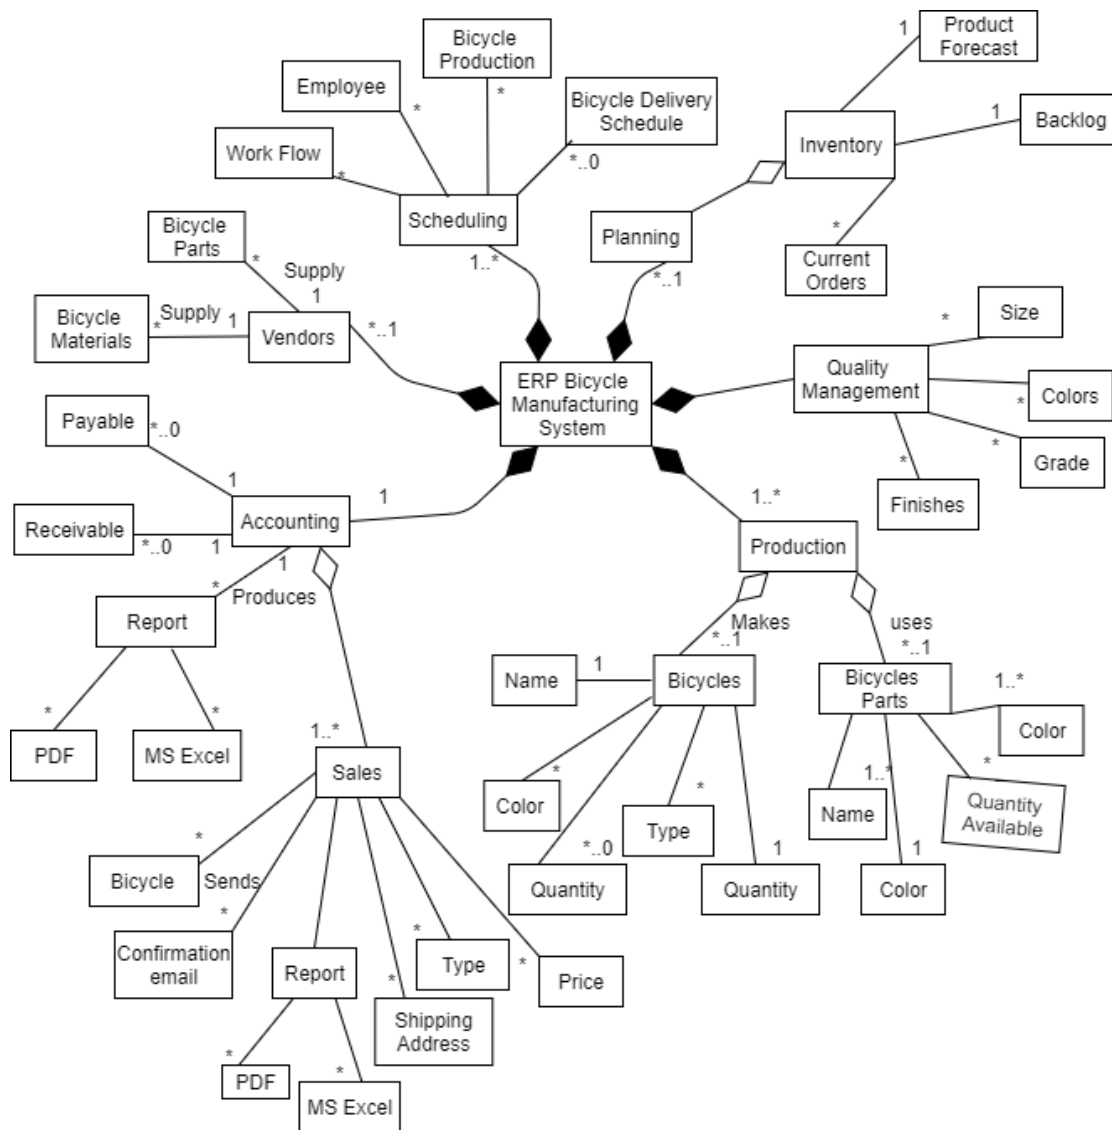 Bicycle
Production
1
Product
Forecast
Employee
*
*
Bicycle Delivery
Schedule
1
Backlog
Work Flow
*
*..0
Inventory
Scheduling
Planning
*
Current
Orders
1..*
*..1
Bicycle
Parts
*
Supply
1
Bicycle
Materials
*
Supply
1
Vendors
*..1
ERP Bicycle
Manufacturing
System
Quality
Management
*
Size
*
Colors
*
Grade
*
Finishes
Payable
*..0
1
Receivable
*..0
1
Accounting
1
1
*
Produces
Report
*
PDF
*
MS Excel
1..*
Production
Makes
*..1
uses
*..1
Name
1
Bicycles
Bicycles
Parts
1..*
Color
*
Color
*..0
Quantity
*
Type
1
Quantity
Name
1..*
1
Color
*
Quantity
Available
1..*
Sales
*
Bicycle
Sends
*
Confirmation
email
Report
*
PDF
*
MS Excel
*
Shipping
Address
*
Type
*
Price